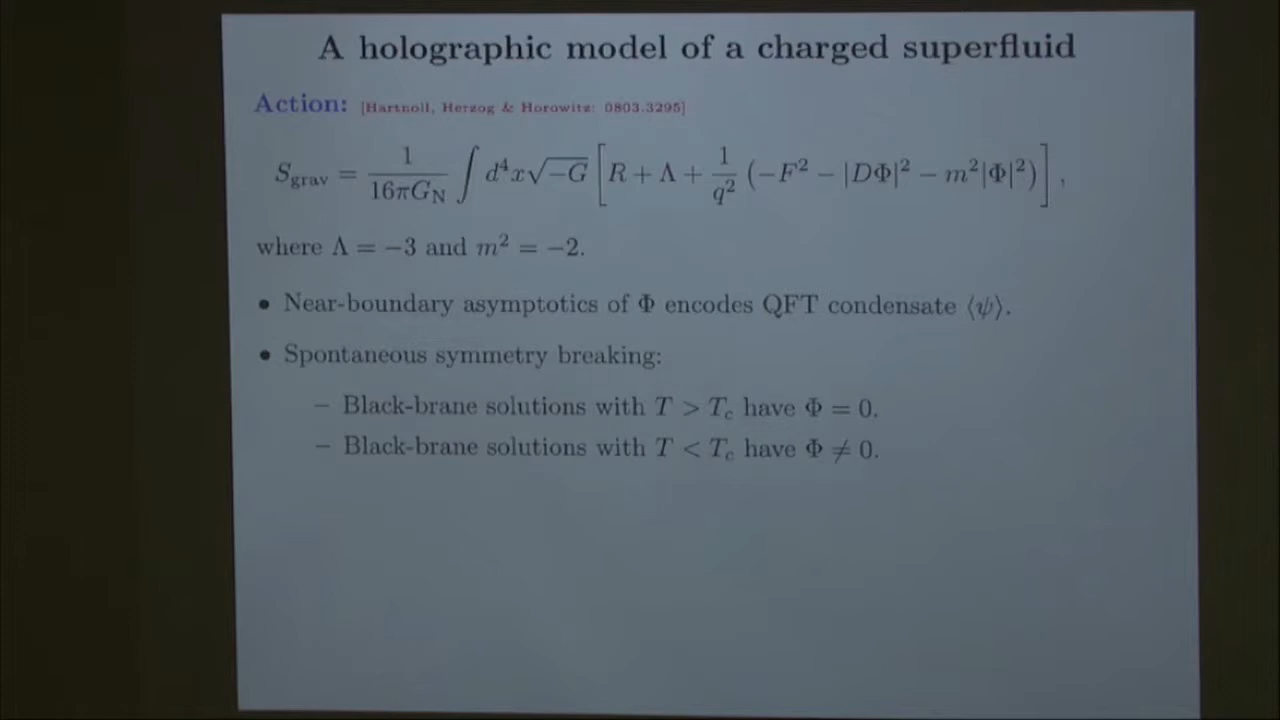 A holographic model of a charged superfluid
Action: [Hartnoll, Herzog & Horowitz: 0803.3295]
S_grav = 1/(16πG_N) ∫ d⁴x√−G [R + Λ + 1/q² (−F² − |DΦ|² − m²|Φ|²)],
where Λ = −3 and m² = −2.
• Near-boundary asymptotics of Φ encodes QFT condensate ⟨ψ⟩.
• Spontaneous symmetry breaking:
– Black-brane solutions with T > T_c have Φ = 0.
– Black-brane solutions with T < T_c have Φ ≠ 0.